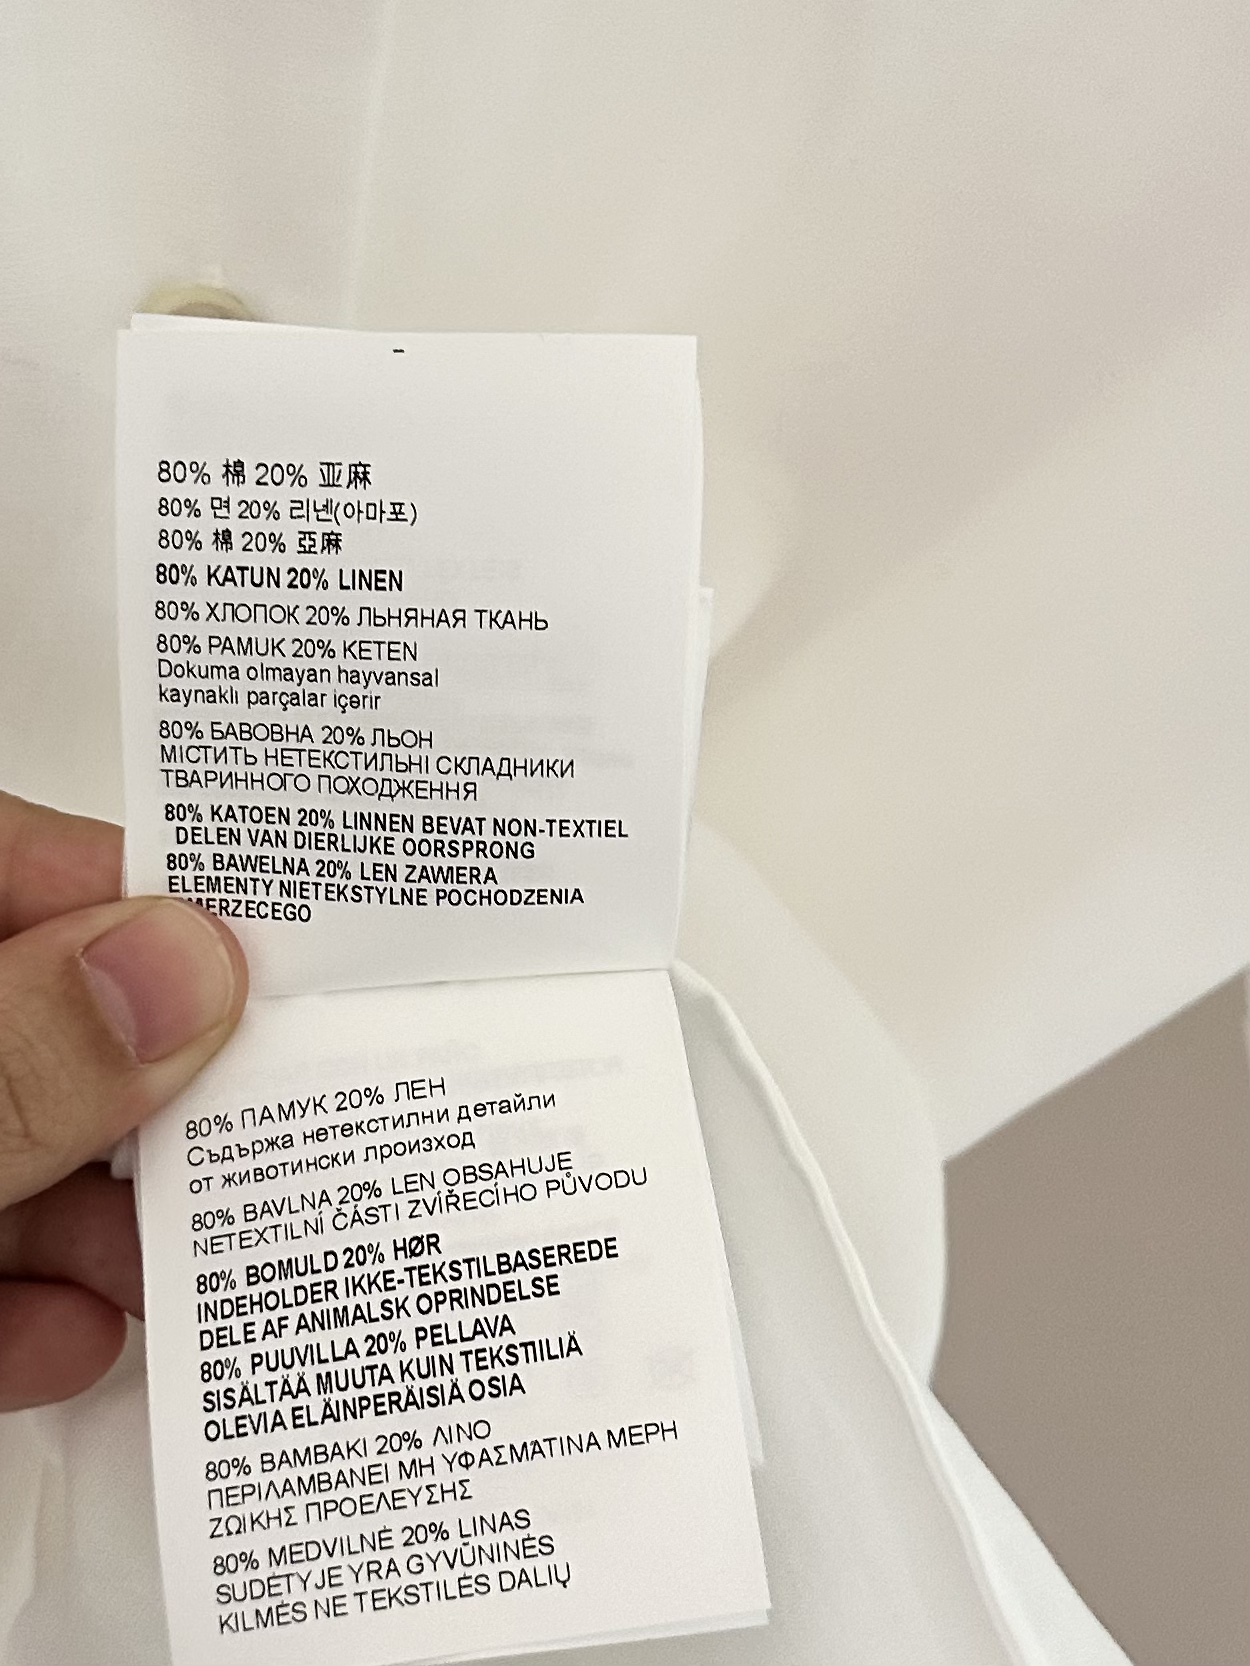 -
80% 棉 20% 亚麻
80% 면 20% 리넨(아마포)
80% 棉 20% 亞麻
80% KATUN 20% LINEN
80% ХЛОПОК 20% ЛЬНЯНАЯ ТКАНЬ
80% PAMUK 20% KETEN
Dokuma olmayan hayvansal
kaynaklı parçalar içerir
80% БАВОВНА 20% ЛЬОН
МІСТИТЬ НЕТЕКСТИЛЬНІ СКЛАДНИКИ
ТВАРИННОГО ПОХОДЖЕННЯ
80% KATOEN 20% LINNEN BEVAT NON-TEXTIEL
DELEN VAN DIERLIJKE OORSPRONG
80% BAWELNA 20% LEN ZAWIERA
ELEMENTY NIETEKSTYLNE POCHODZENIA
80% ПАМУК 20% ЛЕН
Съдържа нетекстилни детайли
от животински произход
80% BAVLNA 20% LEN OBSAHUJE
NETEXTILNÍ ČÁSTI ZVÍŘECÍHO PŮVODU
80% BOMULD 20% HØR
INDEHOLDER IKKE-TEKSTILBASEREDE
DELE AF ANIMALSK OPRINDELSE
80% PUUVILLA 20% PELLAVA
SISÄLTÄÄ MUUTA KUIN TEKSTIILIÄ
OLEVIA ELÄINPERÄISIÄ OSIA
80% ΒΑΜΒΑΚΙ 20% ΛΙΝΟ
ΠΕΡΙΛΑΜΒΑΝΕΙ ΜΗ ΥΦΑΣΜΆΤΙΝΑ ΜΕΡΗ
ΖΩΙΚΗΣ ΠΡΟΕΛΕΥΣΗΣ
80% MEDVILNĖ 20% LINAS
SUDĖTYJE YRA GYVŪNINĖS
KILMĖS NE TEKSTILĖS DALIŲ